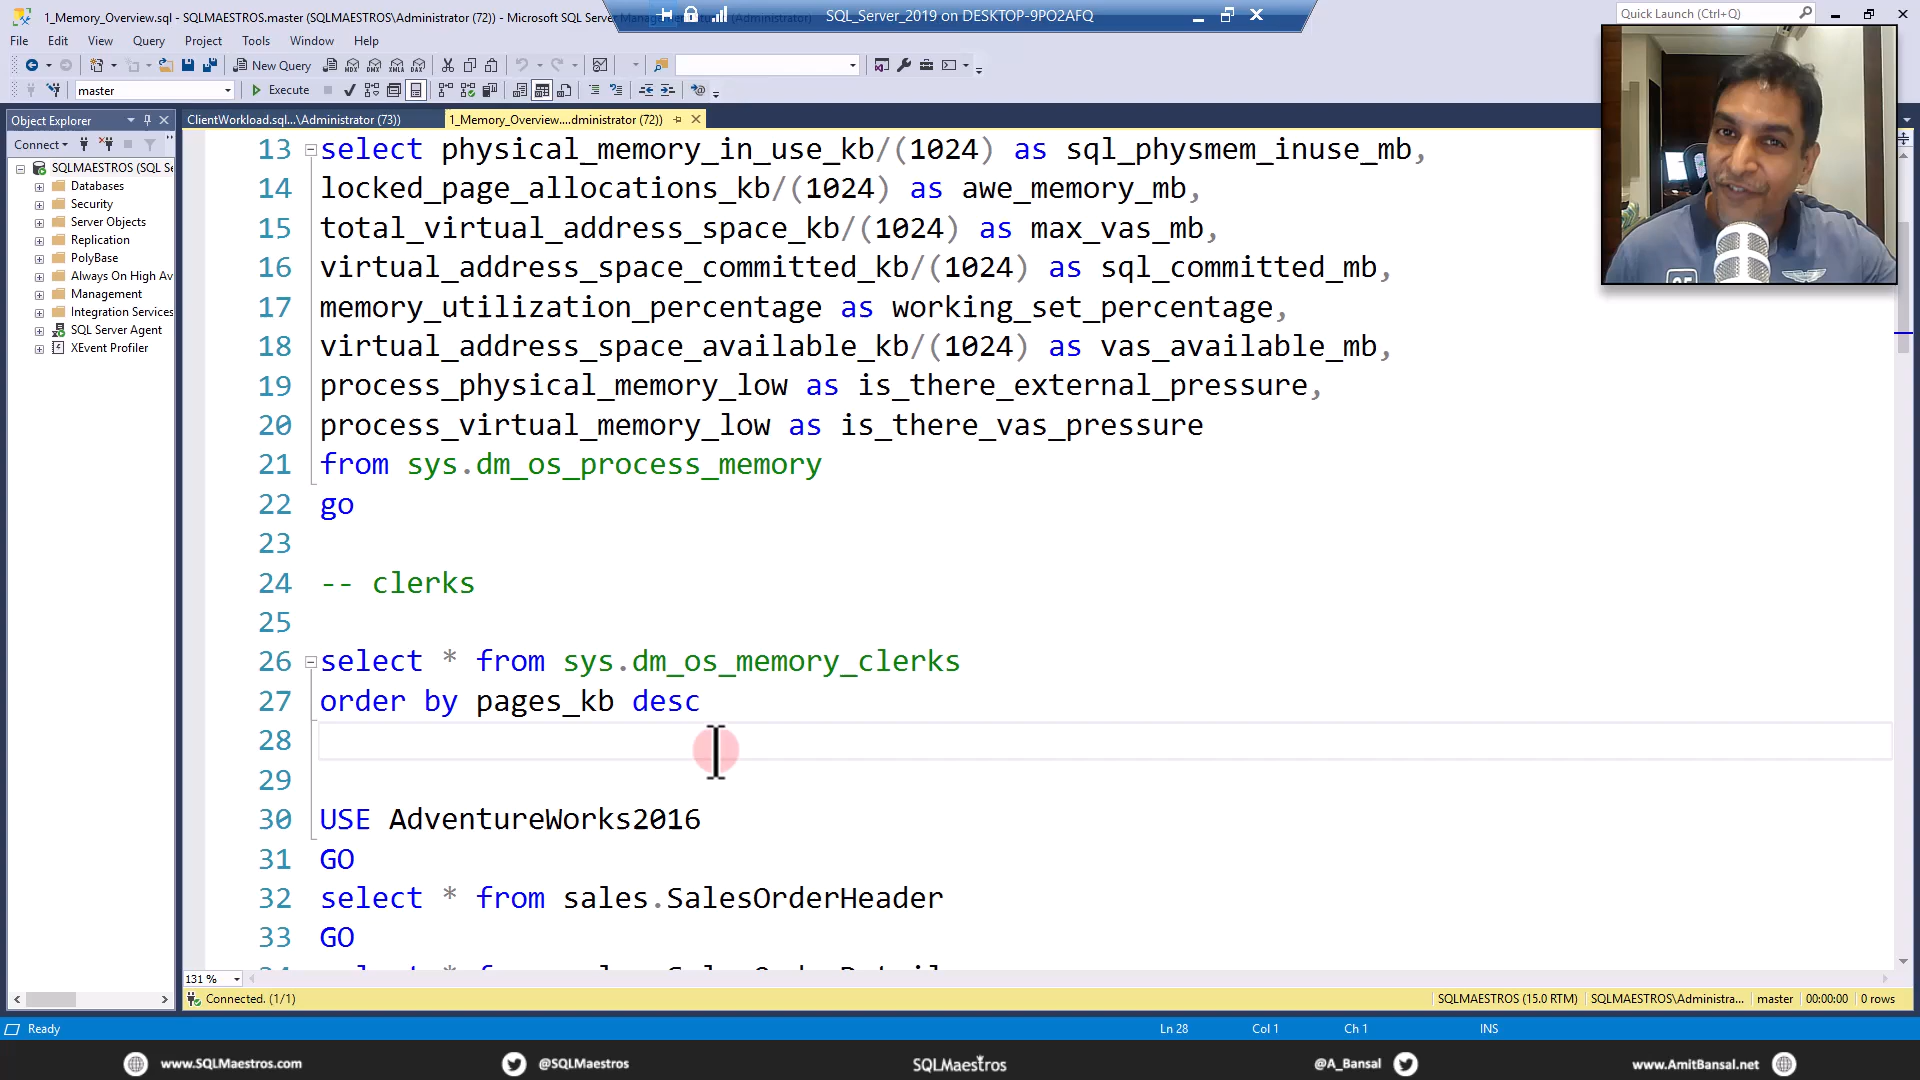 1_Memory_Overview.sql - SQLMAESTROS.master (SQLMAESTROS\Administrator (72)) - Microsoft SQL Server
SQL_Server_2019 on DESKTOP-9PO2AFQ
Quick Launch (Ctrl+Q)
File Edit View Query Project Tools Window Help
New Query
master
Execute
Object Explorer
ClientWorkload.sql...\Administrator (73))
1_Memory_Overview....dministrator (72))
Connect
SQLMAESTROS (SQL Se
Databases
Security
Server Objects
Replication
PolyBase
Always On High Av
Management
Integration Services
SQL Server Agent
XEvent Profiler
13 select physical_memory_in_use_kb/(1024) as sql_physmem_inuse_mb,
14 locked_page_allocations_kb/(1024) as awe_memory_mb,
15 total_virtual_address_space_kb/(1024) as max_vas_mb,
16 virtual_address_space_committed_kb/(1024) as sql_committed_mb,
17 memory_utilization_percentage as working_set_percentage,
18 virtual_address_space_available_kb/(1024) as vas_available_mb,
19 process_physical_memory_low as is_there_external_pressure,
20 process_virtual_memory_low as is_there_vas_pressure
21 from sys.dm_os_process_memory
22 go
23
24 -- clerks
25
26 select * from sys.dm_os_memory_clerks
27 order by pages_kb desc
28
29
30 USE AdventureWorks2016
31 GO
32 select * from sales.SalesOrderHeader
33 GO
131 %
Connected. (1/1)
SQLMAESTROS (15.0 RTM) SQLMAESTROS\Administra... master 00:00:00 0 rows
Ready
Ln 28 Col 1 Ch 1 INS
www.SQLMaestros.com @SQLMaestros SQLMaestros @A_Bansal www.AmitBansal.net